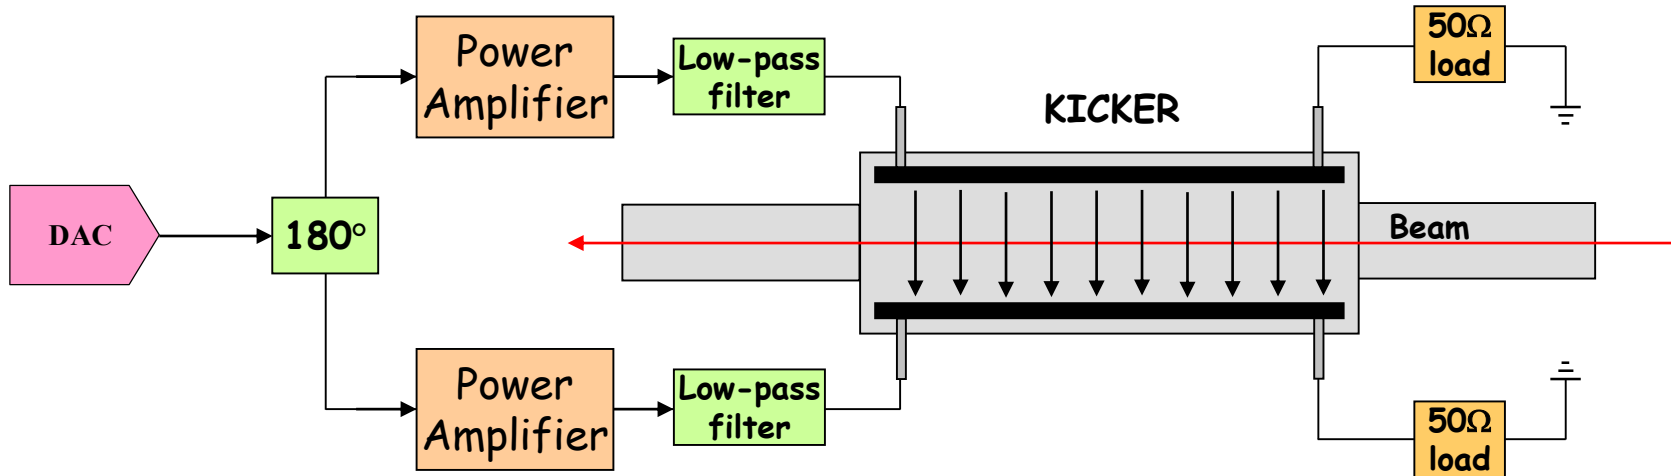 Power
Amplifier
Low-pass
filter
50Ω
load
KICKER
DAC
180°
Beam
Power
Amplifier
Low-pass
filter
50Ω
load